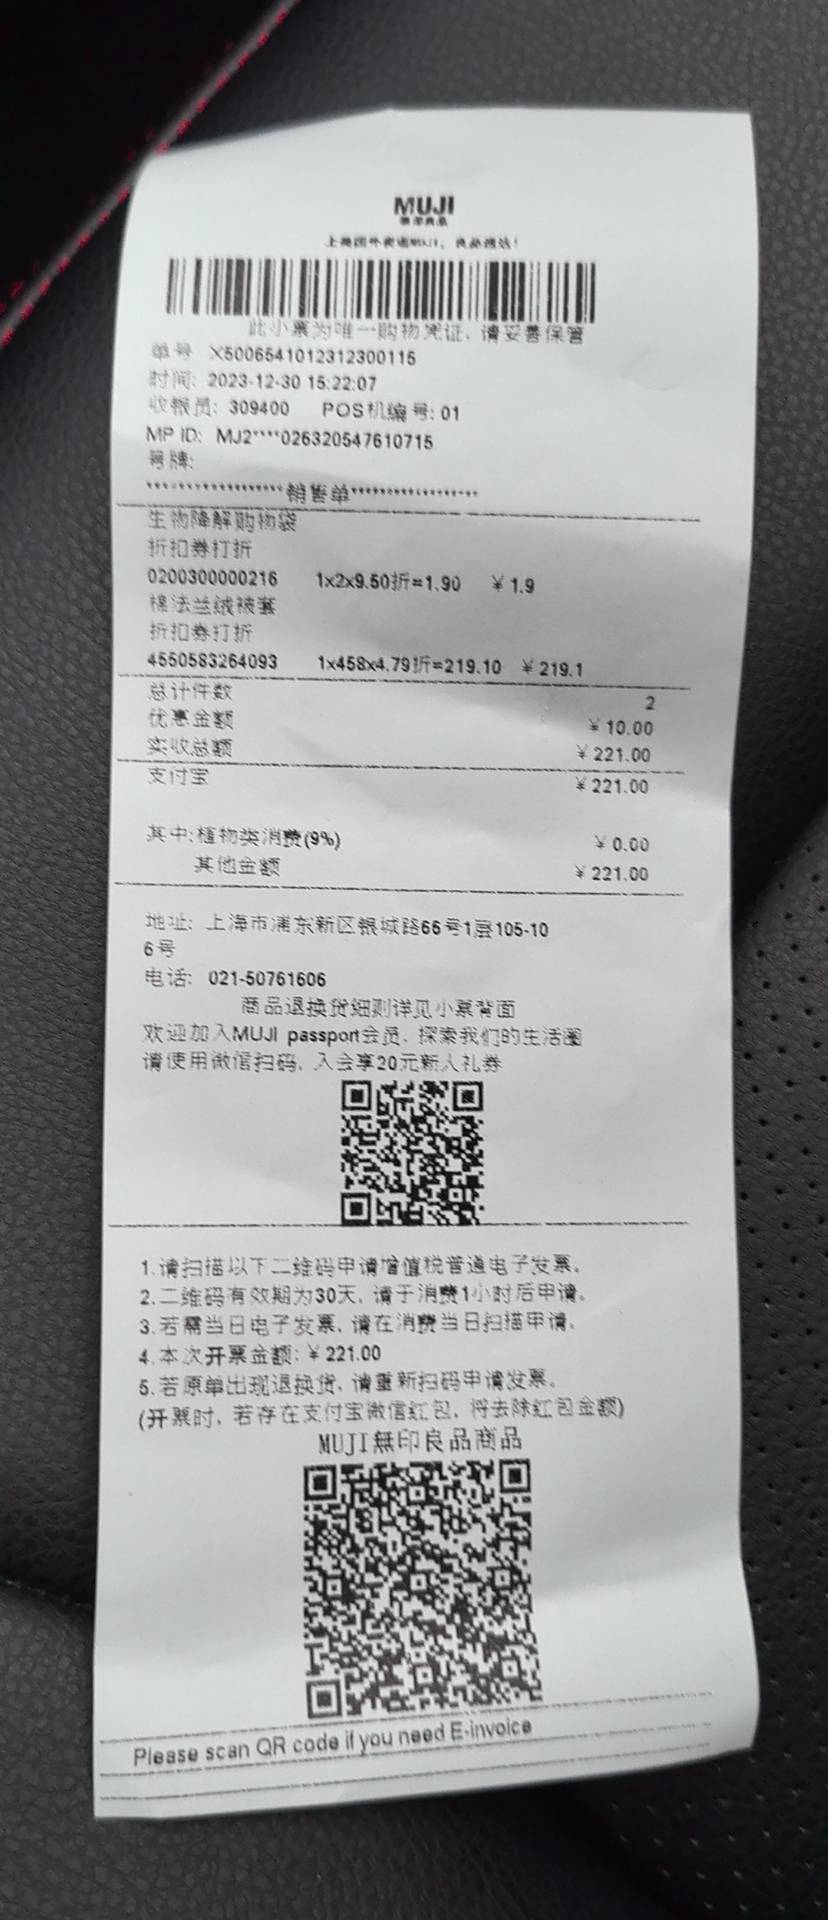 MUJI
無印良品
此小票为唯一购物凭证，请妥善保管
单号 X5006541012312300115
时间: 2023-12-30 15:22:07
收银员: 309400 POS机编号: 01
MP ID: MJ2****026320547610715
号牌:
*******************销售单******************
生物降解购物袋
折扣券打折
0200300000216 1x2x9.50折=1.90 ￥1.9
棉法兰绒被套
折扣券打折
4550583264093 1x458x4.79折=219.10 ￥219.1
总计件数 2
优惠金额 ￥10.00
实收总额 ￥221.00
支付宝 ￥221.00
其中:植物类消费(9%) ￥0.00
其他金额 ￥221.00
地址: 上海市浦东新区银城路66号1层105-10
6号
电话: 021-50761606
商品退换货细则详见小票背面
欢迎加入MUJI passport会员，探索我们的生活圈
请使用微信扫码，入会享20元新人礼券
1.请扫描以下二维码申请增值税普通电子发票。
2.二维码有效期为30天，请于消费1小时后申请。
3.若需当日电子发票，请在消费当日扫描申请。
4.本次开票金额:￥221.00
5.若原单出现退换货，请重新扫码申请发票。
(开票时，若存在支付宝微信红包，将去除红包金额)
MUJI無印良品商品
Please scan QR code if you need E-invoice